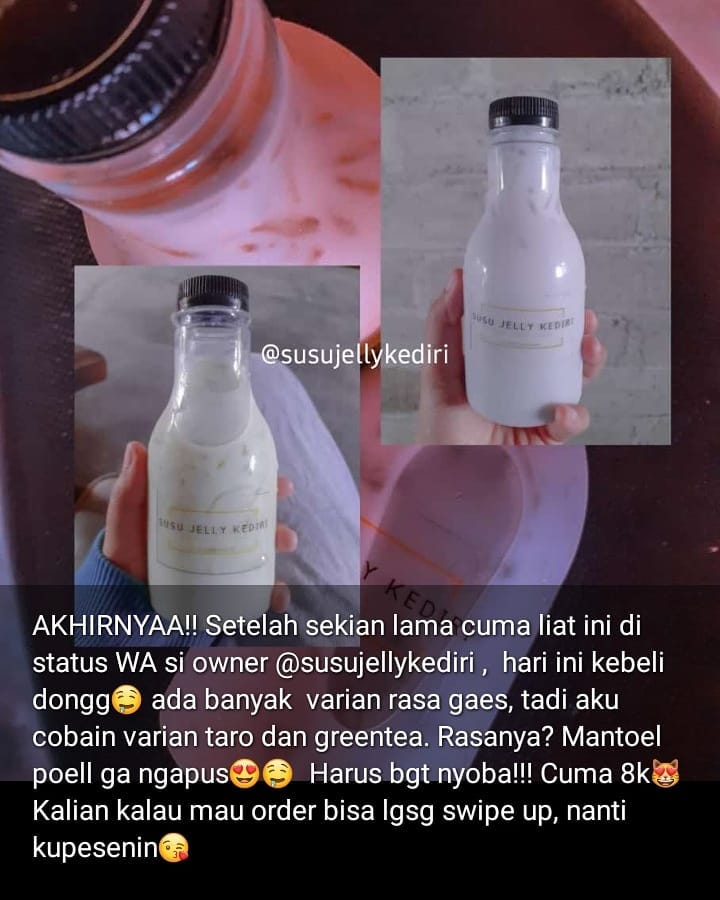 SUSU JELLY KEDIRI
@susujellykediri
SUSU JELLY KEDIRI
Y KEDIRI
AKHIRNYAA!! Setelah sekian lama cuma liat ini di
status WA si owner @susujellykediri ,  hari ini kebeli
dongg🤤 ada banyak  varian rasa gaes, tadi aku
cobain varian taro dan greentea. Rasanya? Mantoel
poell ga ngapus😍🤤  Harus bgt nyoba!!! Cuma 8k😻
Kalian kalau mau order bisa lgsg swipe up, nanti
kupesenin😘